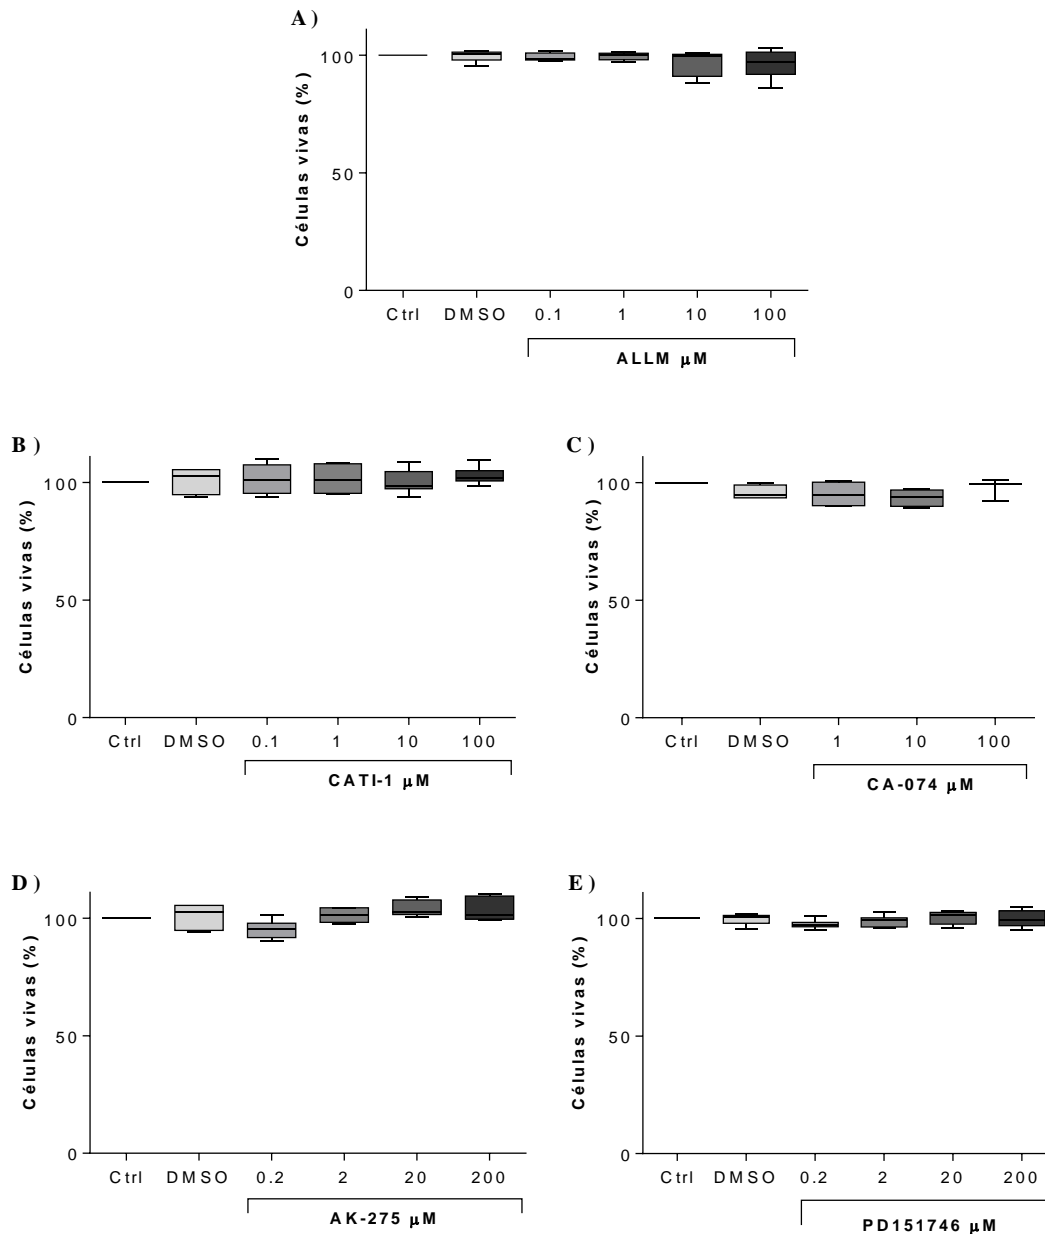 A )
Células vivas (%)
100
50
0
Ctrl DMSO 0.1 1 10 100
ALLM μM
B )
Células vivas (%)
100
50
0
Ctrl DMSO 0.1 1 10 100
CATI-1 μM
C )
Células vivas (%)
100
50
0
Ctrl DMSO 1 10 100
CA-074 μM
D )
Células vivas (%)
100
50
0
Ctrl DMSO 0.2 2 20 200
AK-275 μM
E )
Células vivas (%)
100
50
0
Ctrl DMSO 0.2 2 20 200
PD151746 μM